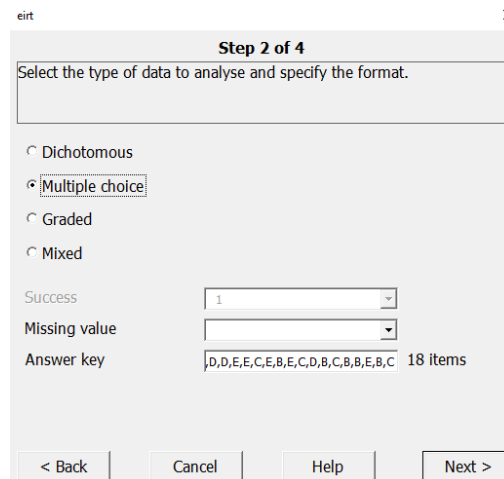 eirt
Step 2 of 4
Select the type of data to analyse and specify the format.
Dichotomous
Multiple choice
Graded
Mixed
Success 1
Missing value
Answer key ,D,D,E,E,C,E,B,E,C,D,B,C,B,B,E,B,C 18 items
< Back Cancel Help Next >